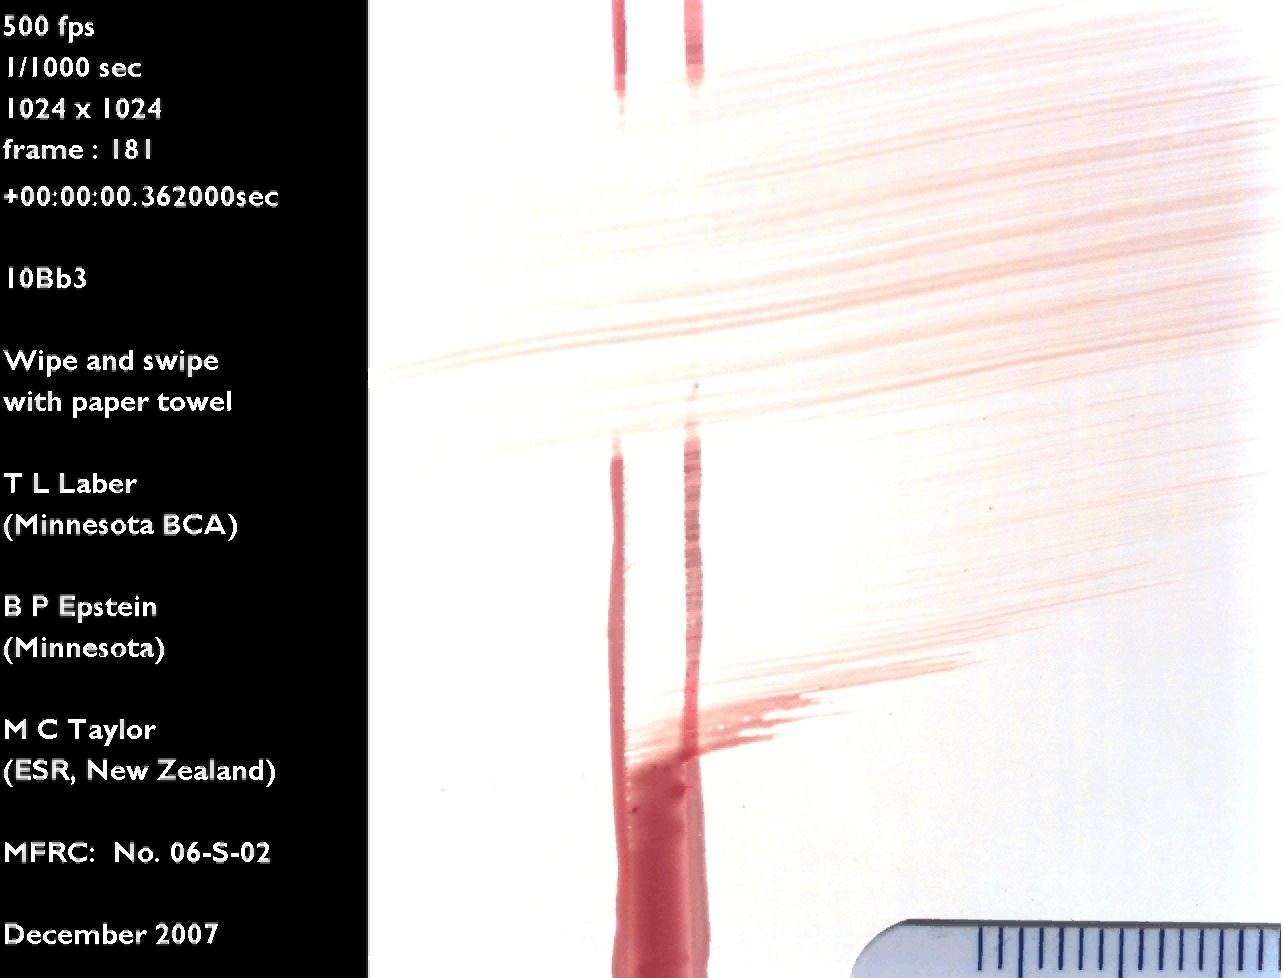 500 fps
1/1000 sec
1024 x 1024
frame : 181
+00:00:00.362000sec
10Bb3
Wipe and swipe
with paper towel
T L Laber
(Minnesota BCA)
B P Epstein
(Minnesota)
M C Taylor
(ESR, New Zealand)
MFRC:  No. 06-S-02
December 2007